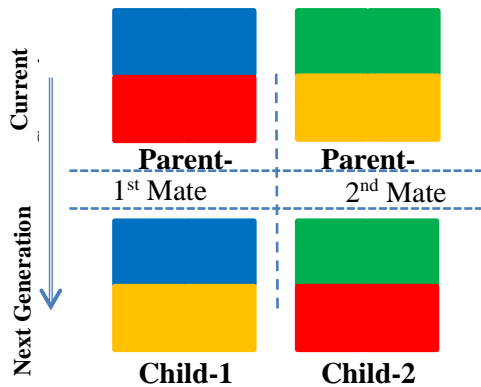 Current
Parent-
Parent-
1st Mate
2nd Mate
Next Generation
Child-1
Child-2